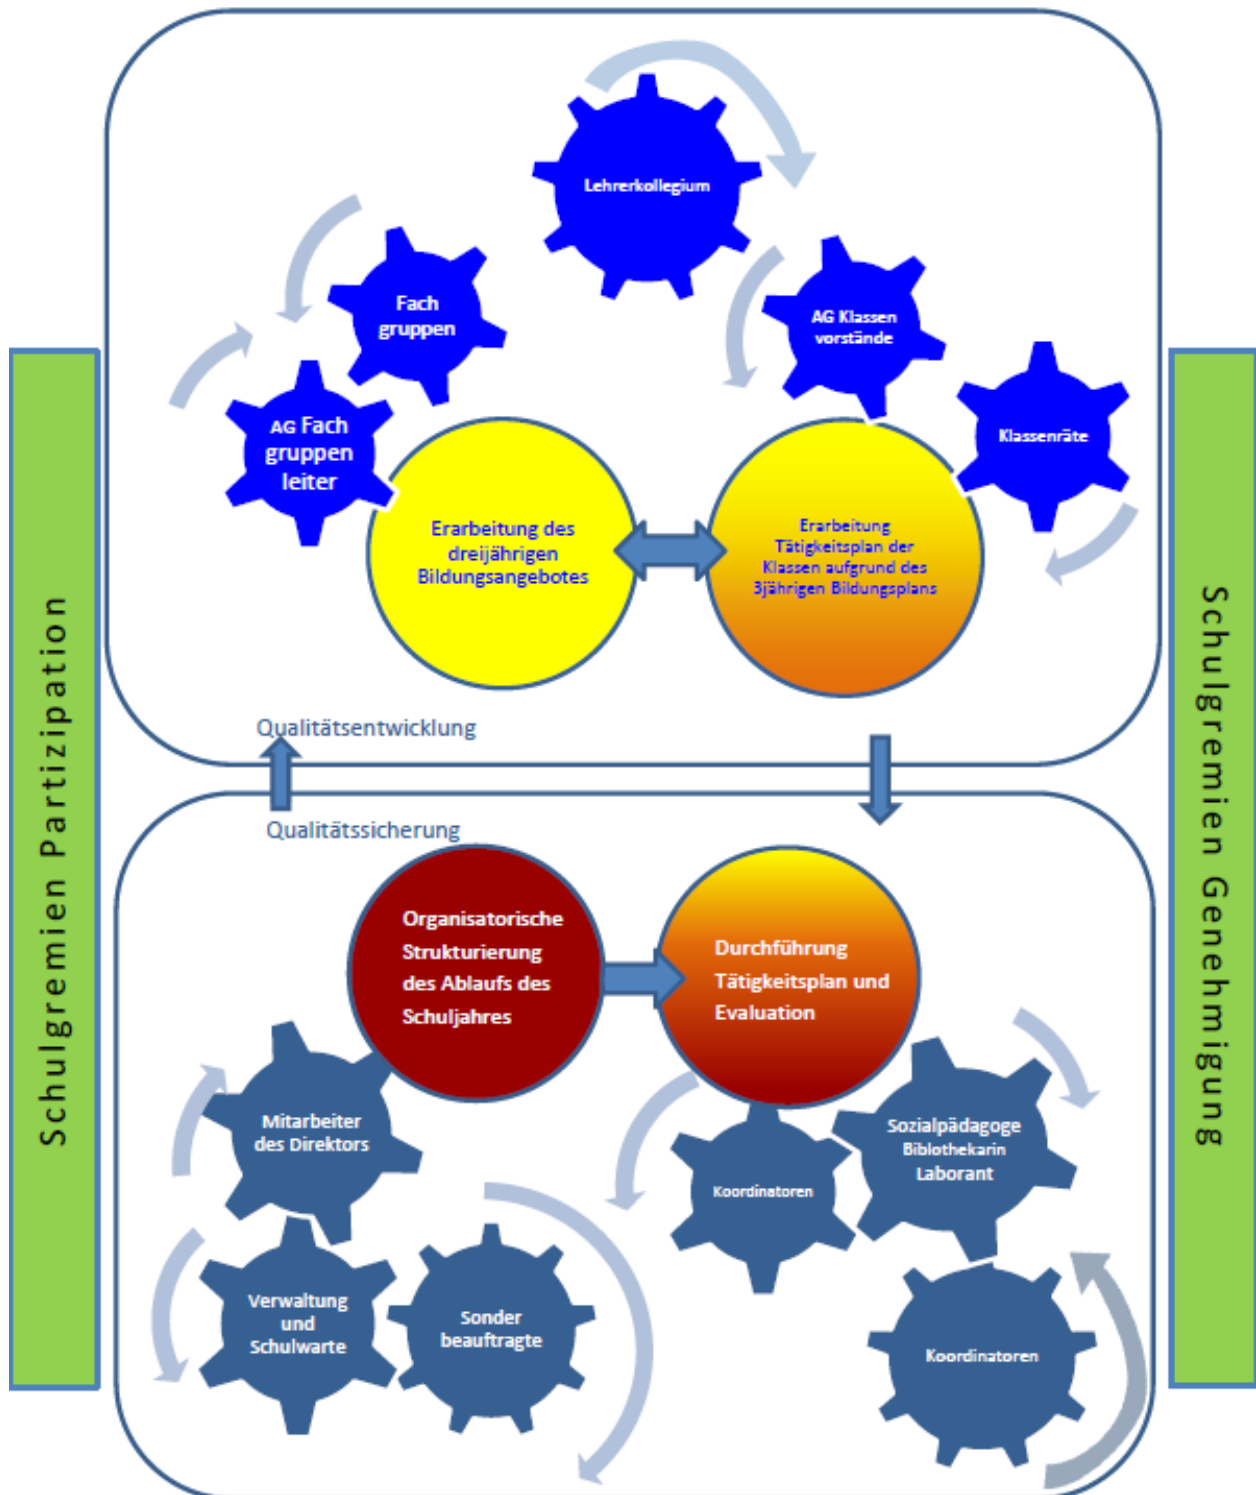 Lehrerkollegium
Fach
gruppen
AG Klassen
vorstände
AG Fach
gruppen
leiter
Klassenräte
Erarbeitung des
dreijährigen
Bildungsangebotes
Erarbeitung
Tätigkeitsplan der
Klassen aufgrund des
3jährigen Bildungsplans
Schulgremien Partizipation
Schulgremien Genehmigung
Qualitätsentwicklung
Qualitätssicherung
Organisatorische
Strukturierung
des Ablaufs des
Schuljahres
Durchführung
Tätigkeitsplan und
Evaluation
Mitarbeiter
des Direktors
Koordinatoren
Sozialpädagoge
Biblothekarin
Laborant
Verwaltung
und
Schulwarte
Sonder
beauftragte
Koordinatoren